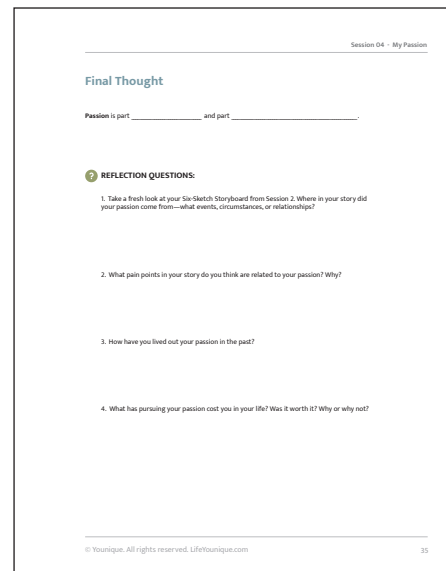 Session 04 · My Passion
Final Thought
Passion is part ____________________ and part ____________________________________.
? REFLECTION QUESTIONS:
1. Take a fresh look at your Six-Sketch Storyboard from Session 2. Where in your story did
your passion come from—what events, circumstances, or relationships?
2. What pain points in your story do you think are related to your passion? Why?
3. How have you lived out your passion in the past?
4. What has pursuing your passion cost you in your life? Was it worth it? Why or why not?
© Younique. All rights reserved. LifeYounique.com
35